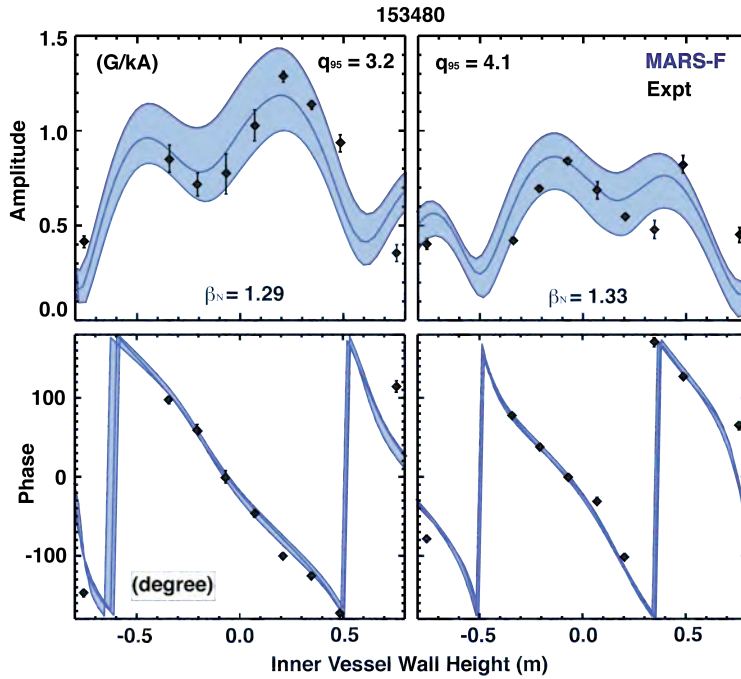 153480
1.5
(G/kA)
q95 = 3.2
q95 = 4.1
MARS-F
Expt
1.0
Amplitude
0.5
βN = 1.29
βN = 1.33
0.0
100
0
Phase
-100
(degree)
-0.5 0.0 0.5 -0.5 0.0 0.5
Inner Vessel Wall Height (m)